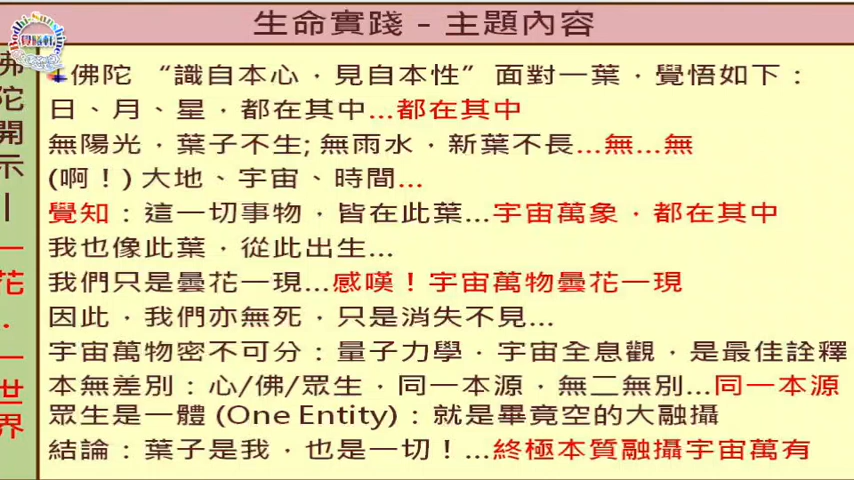 生命實踐 – 主題內容
佛陀開示 | 一花．一世界
佛陀 “識自本心，見自本性” 面對一葉，覺悟如下：
日、月、星，都在其中...都在其中
無陽光，葉子不生; 無雨水，新葉不長...無...無
(啊！) 大地、宇宙、時間...
覺知：這一切事物，皆在此葉...宇宙萬象，都在其中
我也像此葉，從此出生...
我們只是曇花一現...感嘆！宇宙萬物曇花一現
因此，我們亦無死，只是消失不見...
宇宙萬物密不可分：量子力學，宇宙全息觀，是最佳詮釋
本無差別：心/佛/眾生，同一本源，無二無別...同一本源
眾生是一體 (One Entity)：就是畢竟空的大融攝
結論：葉子是我，也是一切！...終極本質融攝宇宙萬有
Bodhi-Sunshine